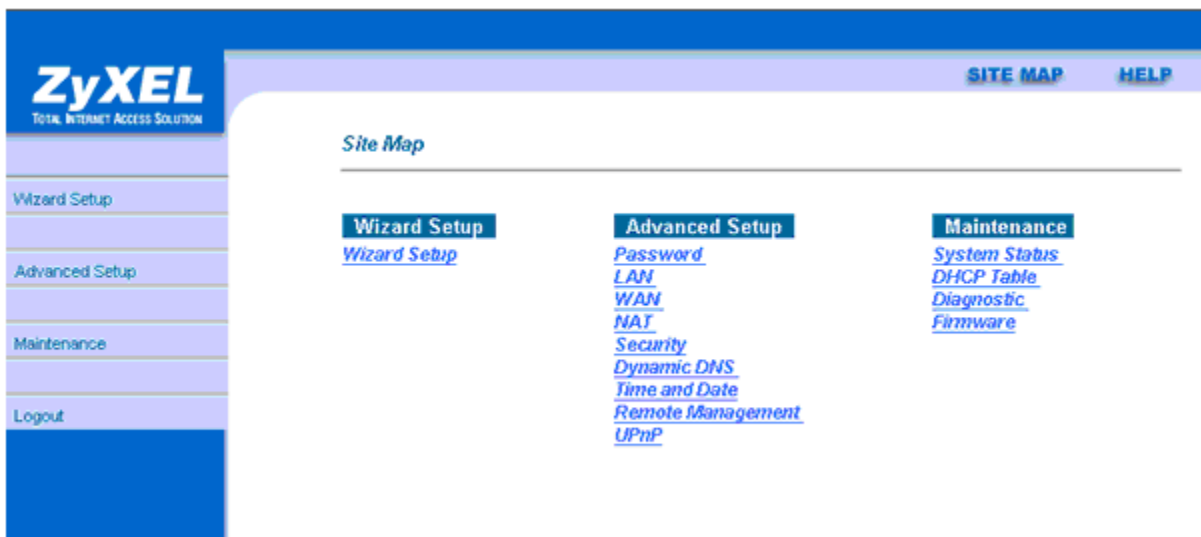 SITE MAP HELP
ZyXEL
TOTAL INTERNET ACCESS SOLUTION
Site Map
Wizard Setup
Advanced Setup
Maintenance
Logout
Wizard Setup
Wizard Setup
Advanced Setup
Password
LAN
WAN
NAT
Security
Dynamic DNS
Time and Date
Remote Management
UPnP
Maintenance
System Status
DHCP Table
Diagnostic
Firmware